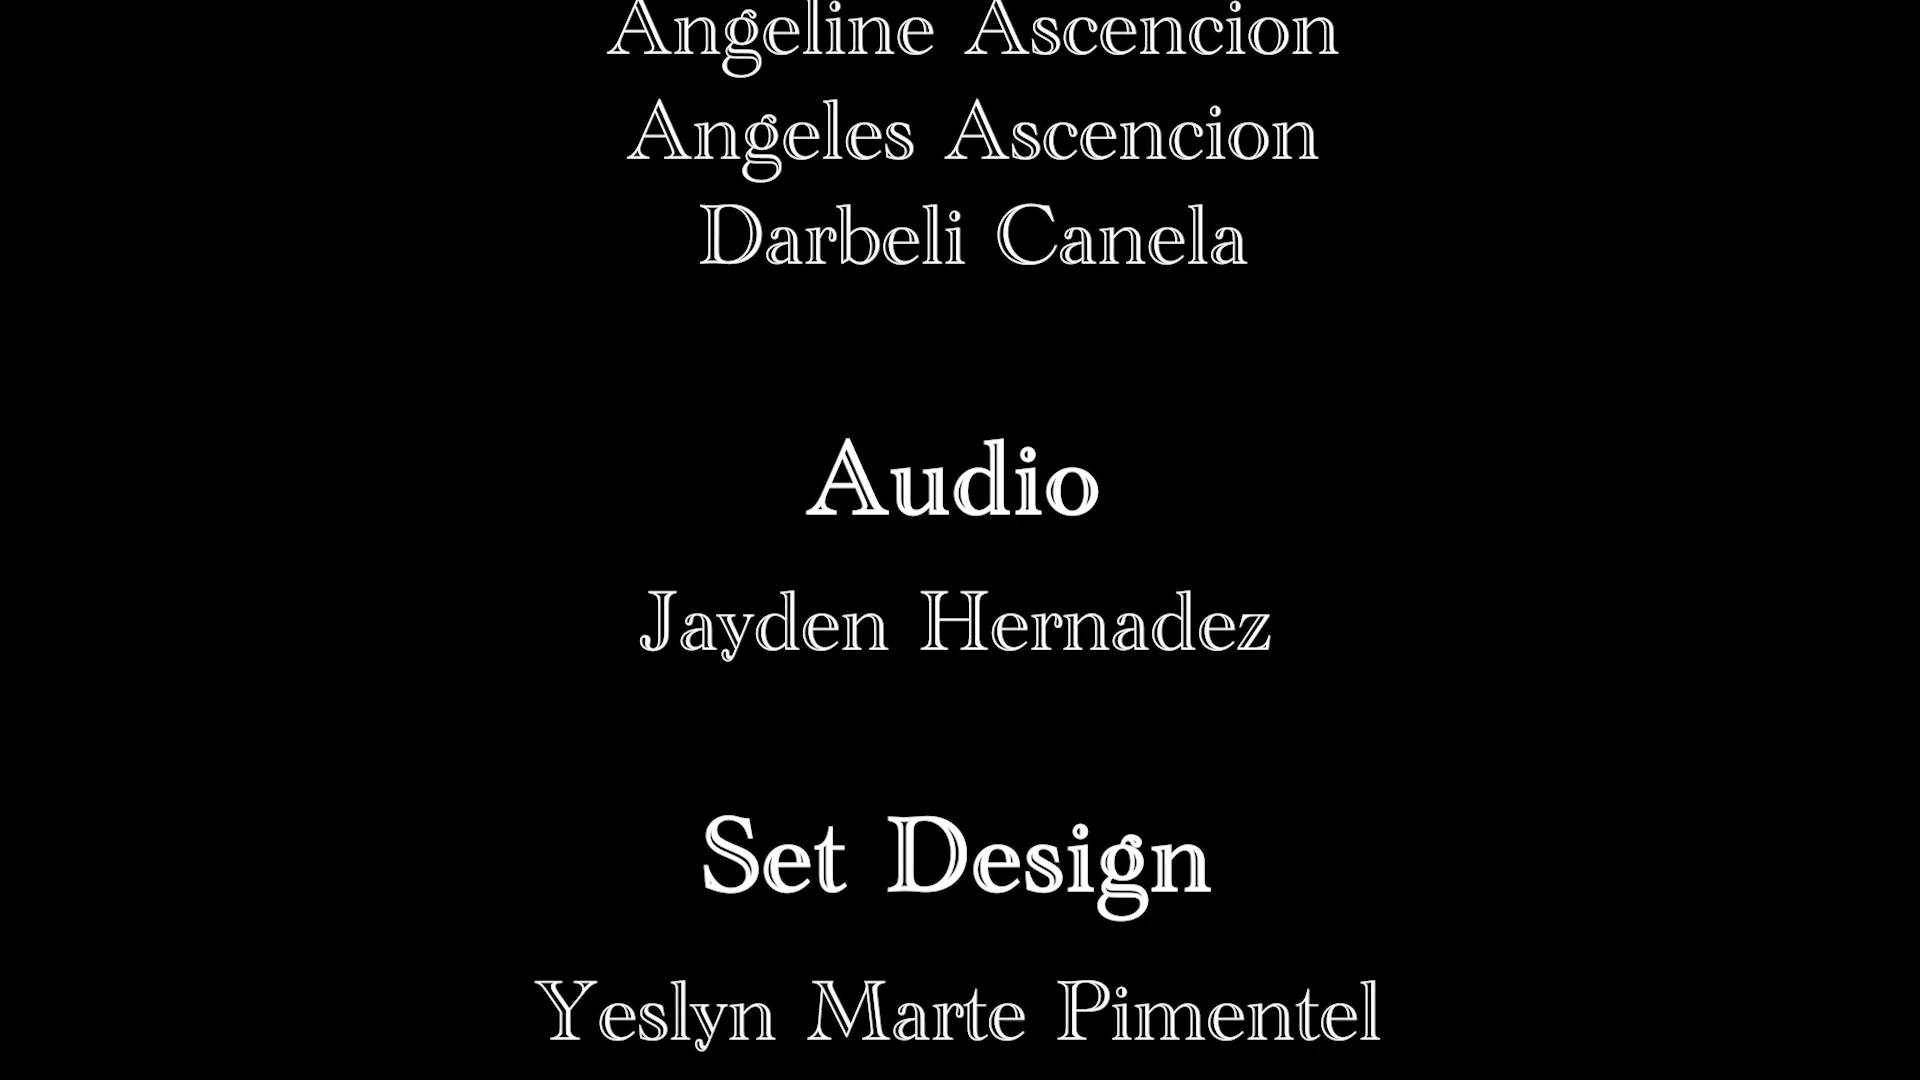 Angeline Ascencion
Angeles Ascencion
Darbeli Canela
Audio
Jayden Hernadez
Set Design
Yeslyn Marte Pimentel